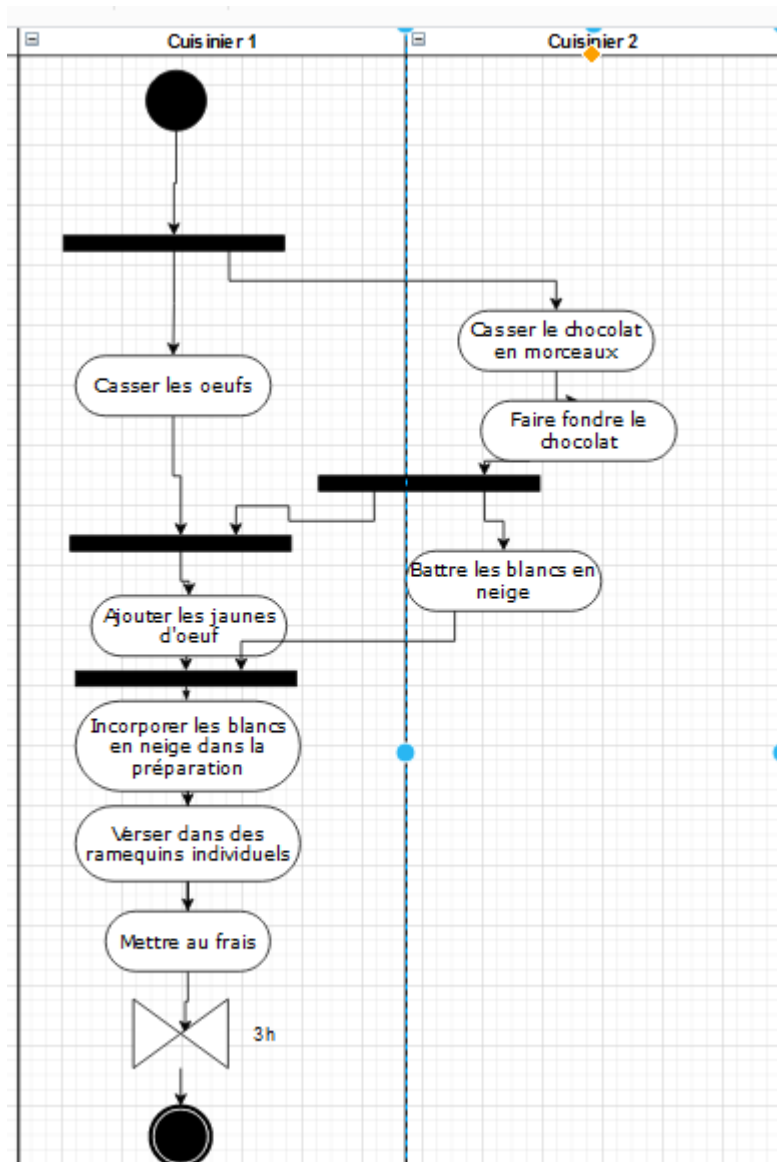 Cuisinier 1
Cuisinier 2
Casser le chocolat
en morceaux
Casser les oeufs
Faire fondre le
chocolat
Battre les blancs en
neige
Ajouter les jaunes
d'oeuf
Incorporer les blancs
en neige dans la
préparation
Verser dans des
ramequins individuels
Mettre au frais
3h